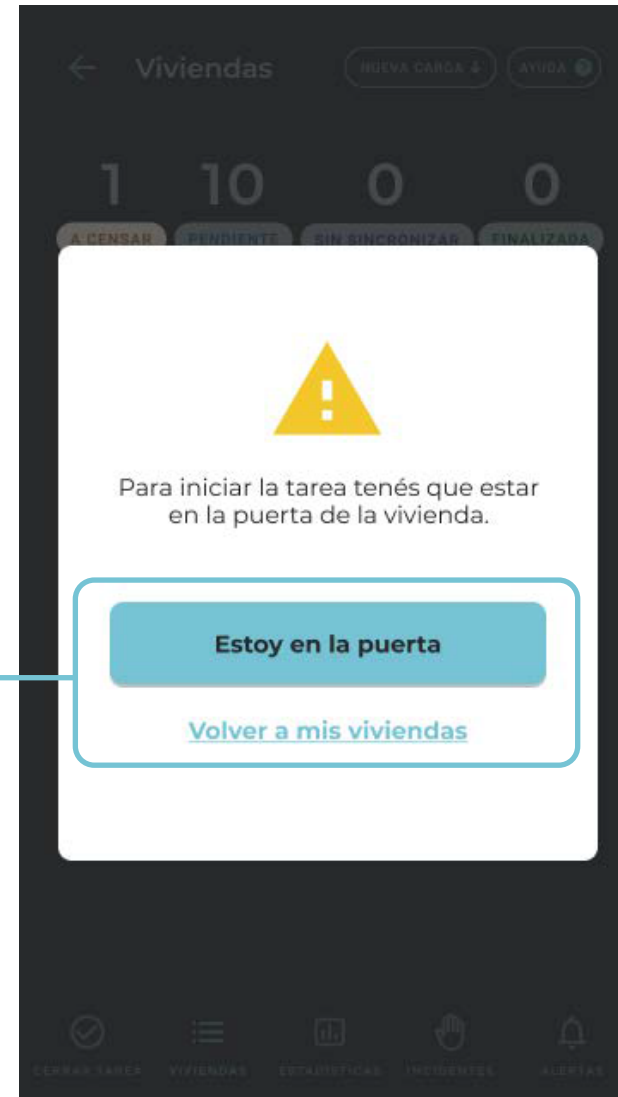 Viviendas
NUEVA CARGA
AYUDA
1 10 0 0
A CENSAR PENDIENTE SIN SINCRONIZAR FINALIZADA
Para iniciar la tarea tenés que estar
en la puerta de la vivienda.
Estoy en la puerta
Volver a mis viviendas
CERRAR TAREA VIVIENDAS ESTADÍSTICAS INCIDENTES ALERTAS